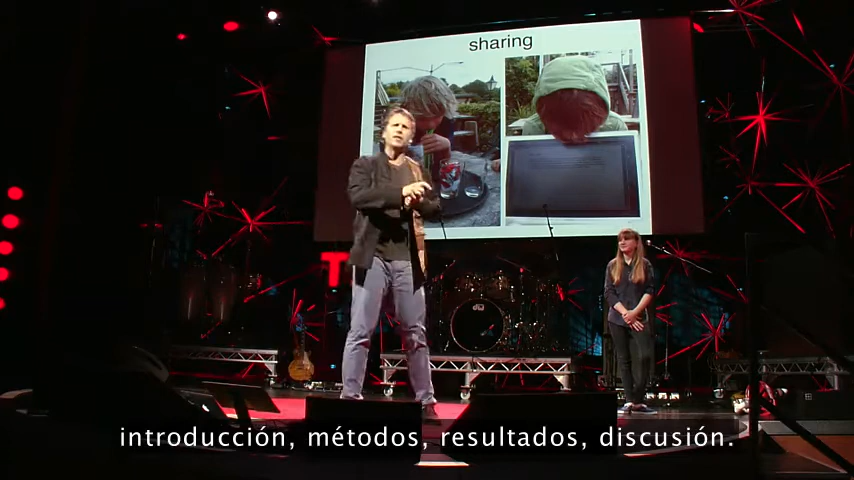 sharing
T
introducción, métodos, resultados, discusión.